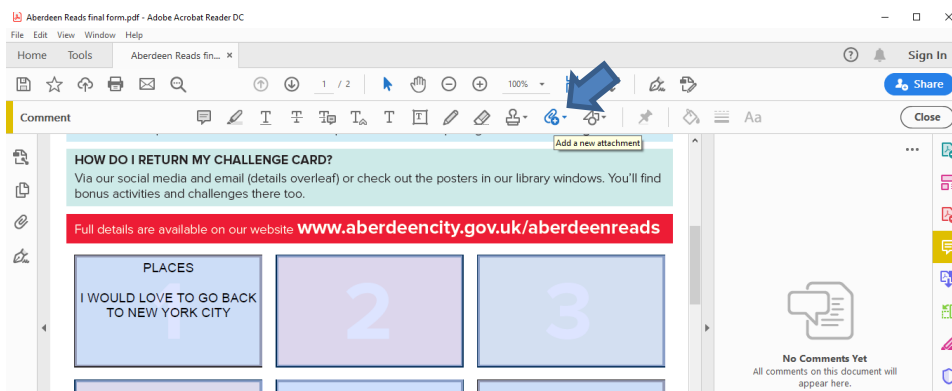 Aberdeen Reads final form.pdf - Adobe Acrobat Reader DC
File Edit View Window Help
Home Tools Aberdeen Reads fin... × Sign In
1 / 2 100% Share
Comment Aa Close
Add a new attachment
HOW DO I RETURN MY CHALLENGE CARD?
Via our social media and email (details overleaf) or check out the posters in our library windows. You'll find
bonus activities and challenges there too.
Full details are available on our website www.aberdeencity.gov.uk/aberdeenreads
PLACES
I WOULD LOVE TO GO BACK
TO NEW YORK CITY
1 2 3
No Comments Yet
All comments on this document will
appear here.